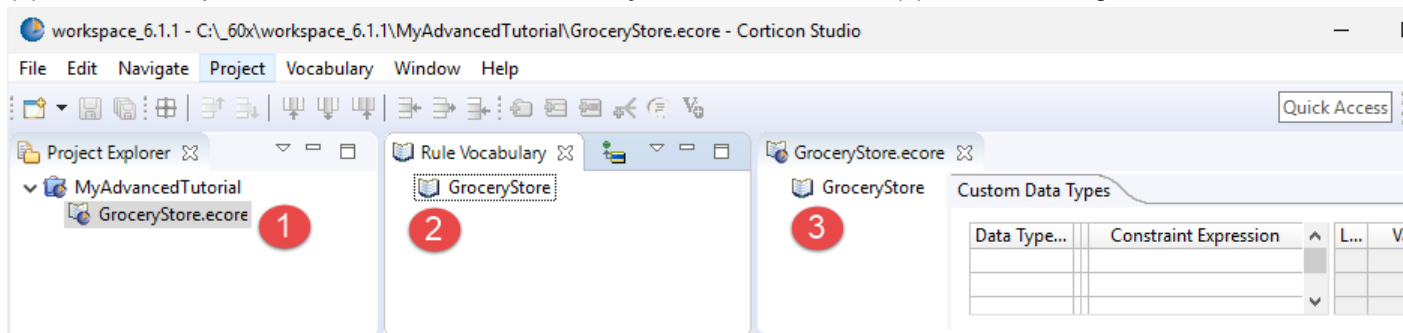 workspace_6.1.1 - C:\_60x\workspace_6.1.1\MyAdvancedTutorial\GroceryStore.ecore - Corticon Studio
File Edit Navigate Project Vocabulary Window Help
Quick Access
Project Explorer
Rule Vocabulary
GroceryStore.ecore
MyAdvancedTutorial
GroceryStore
GroceryStore
Custom Data Types
GroceryStore.ecore
1
2
3
Data Type... Constraint Expression L... Va